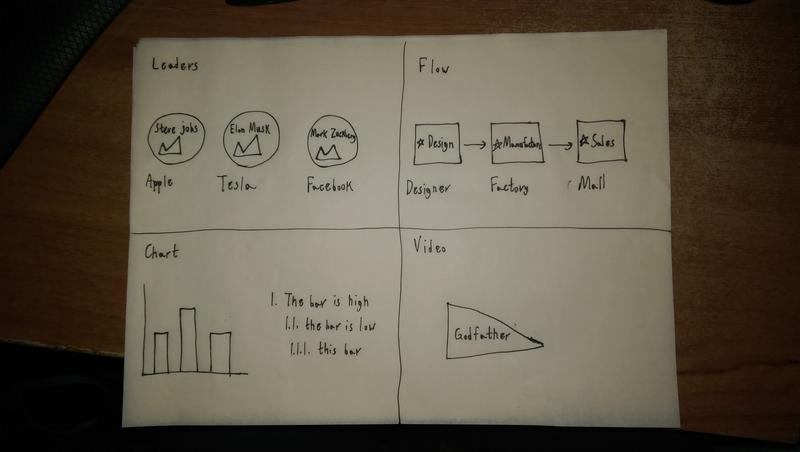 Leaders
Steve jobs
Elon Musk
Mark Zuckberg
Apple
Tesla
Facebook
Flow
Design
Manufacture
Sales
Designer
Factory
Mall
Chart
1. The bar is high
1.1. the bar is low
1.1.1. this bar
Video
Godfather